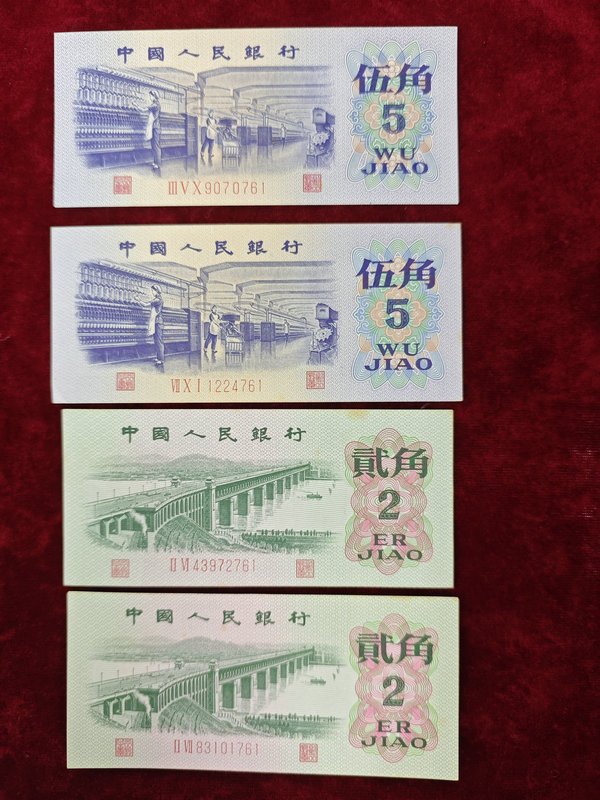 中國人民銀行
伍角
5
WU
JIAO
ⅢⅤⅩ9070761
中國人民銀行
伍角
5
WU
JIAO
ⅦⅩⅠ1224761
中國人民銀行
貳角
2
ER
JIAO
ⅡⅥ43972761
中國人民銀行
貳角
2
ER
JIAO
ⅡⅦ83101761